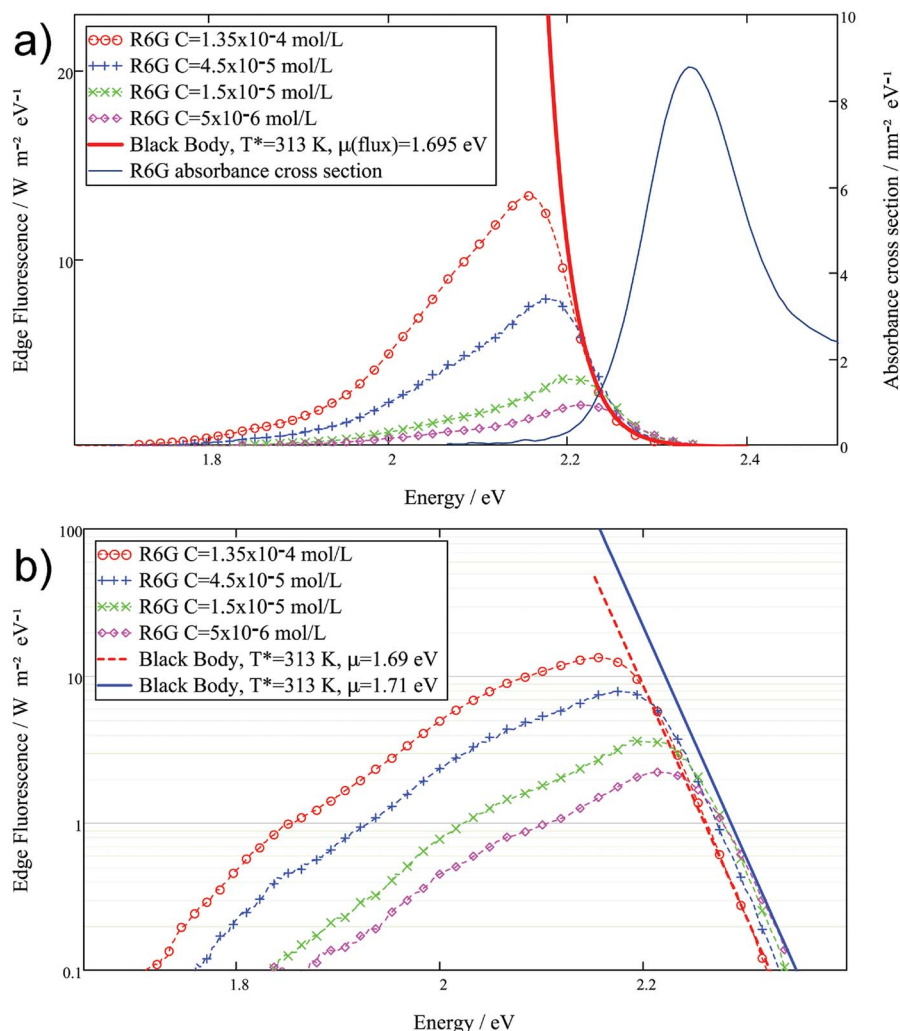 a)
R6G C=1.35x10⁻4 mol/L
R6G C=4.5x10⁻5 mol/L
R6G C=1.5x10⁻5 mol/L
R6G C=5x10⁻6 mol/L
Black Body, T*=313 K, μ(flux)=1.695 eV
R6G absorbance cross section
20
10
Edge Fluorescence / W m⁻² eV⁻¹
10
8
6
4
2
0
Absorbance cross section / nm⁻² eV⁻¹
1.8
2
2.2
2.4
Energy / eV
b)
R6G C=1.35x10⁻4 mol/L
R6G C=4.5x10⁻5 mol/L
R6G C=1.5x10⁻5 mol/L
R6G C=5x10⁻6 mol/L
Black Body, T*=313 K, μ=1.69 eV
Black Body, T*=313 K, μ=1.71 eV
100
10
1
0.1
Edge Fluorescence / W m⁻² eV⁻¹
1.8
2
2.2
Energy / eV